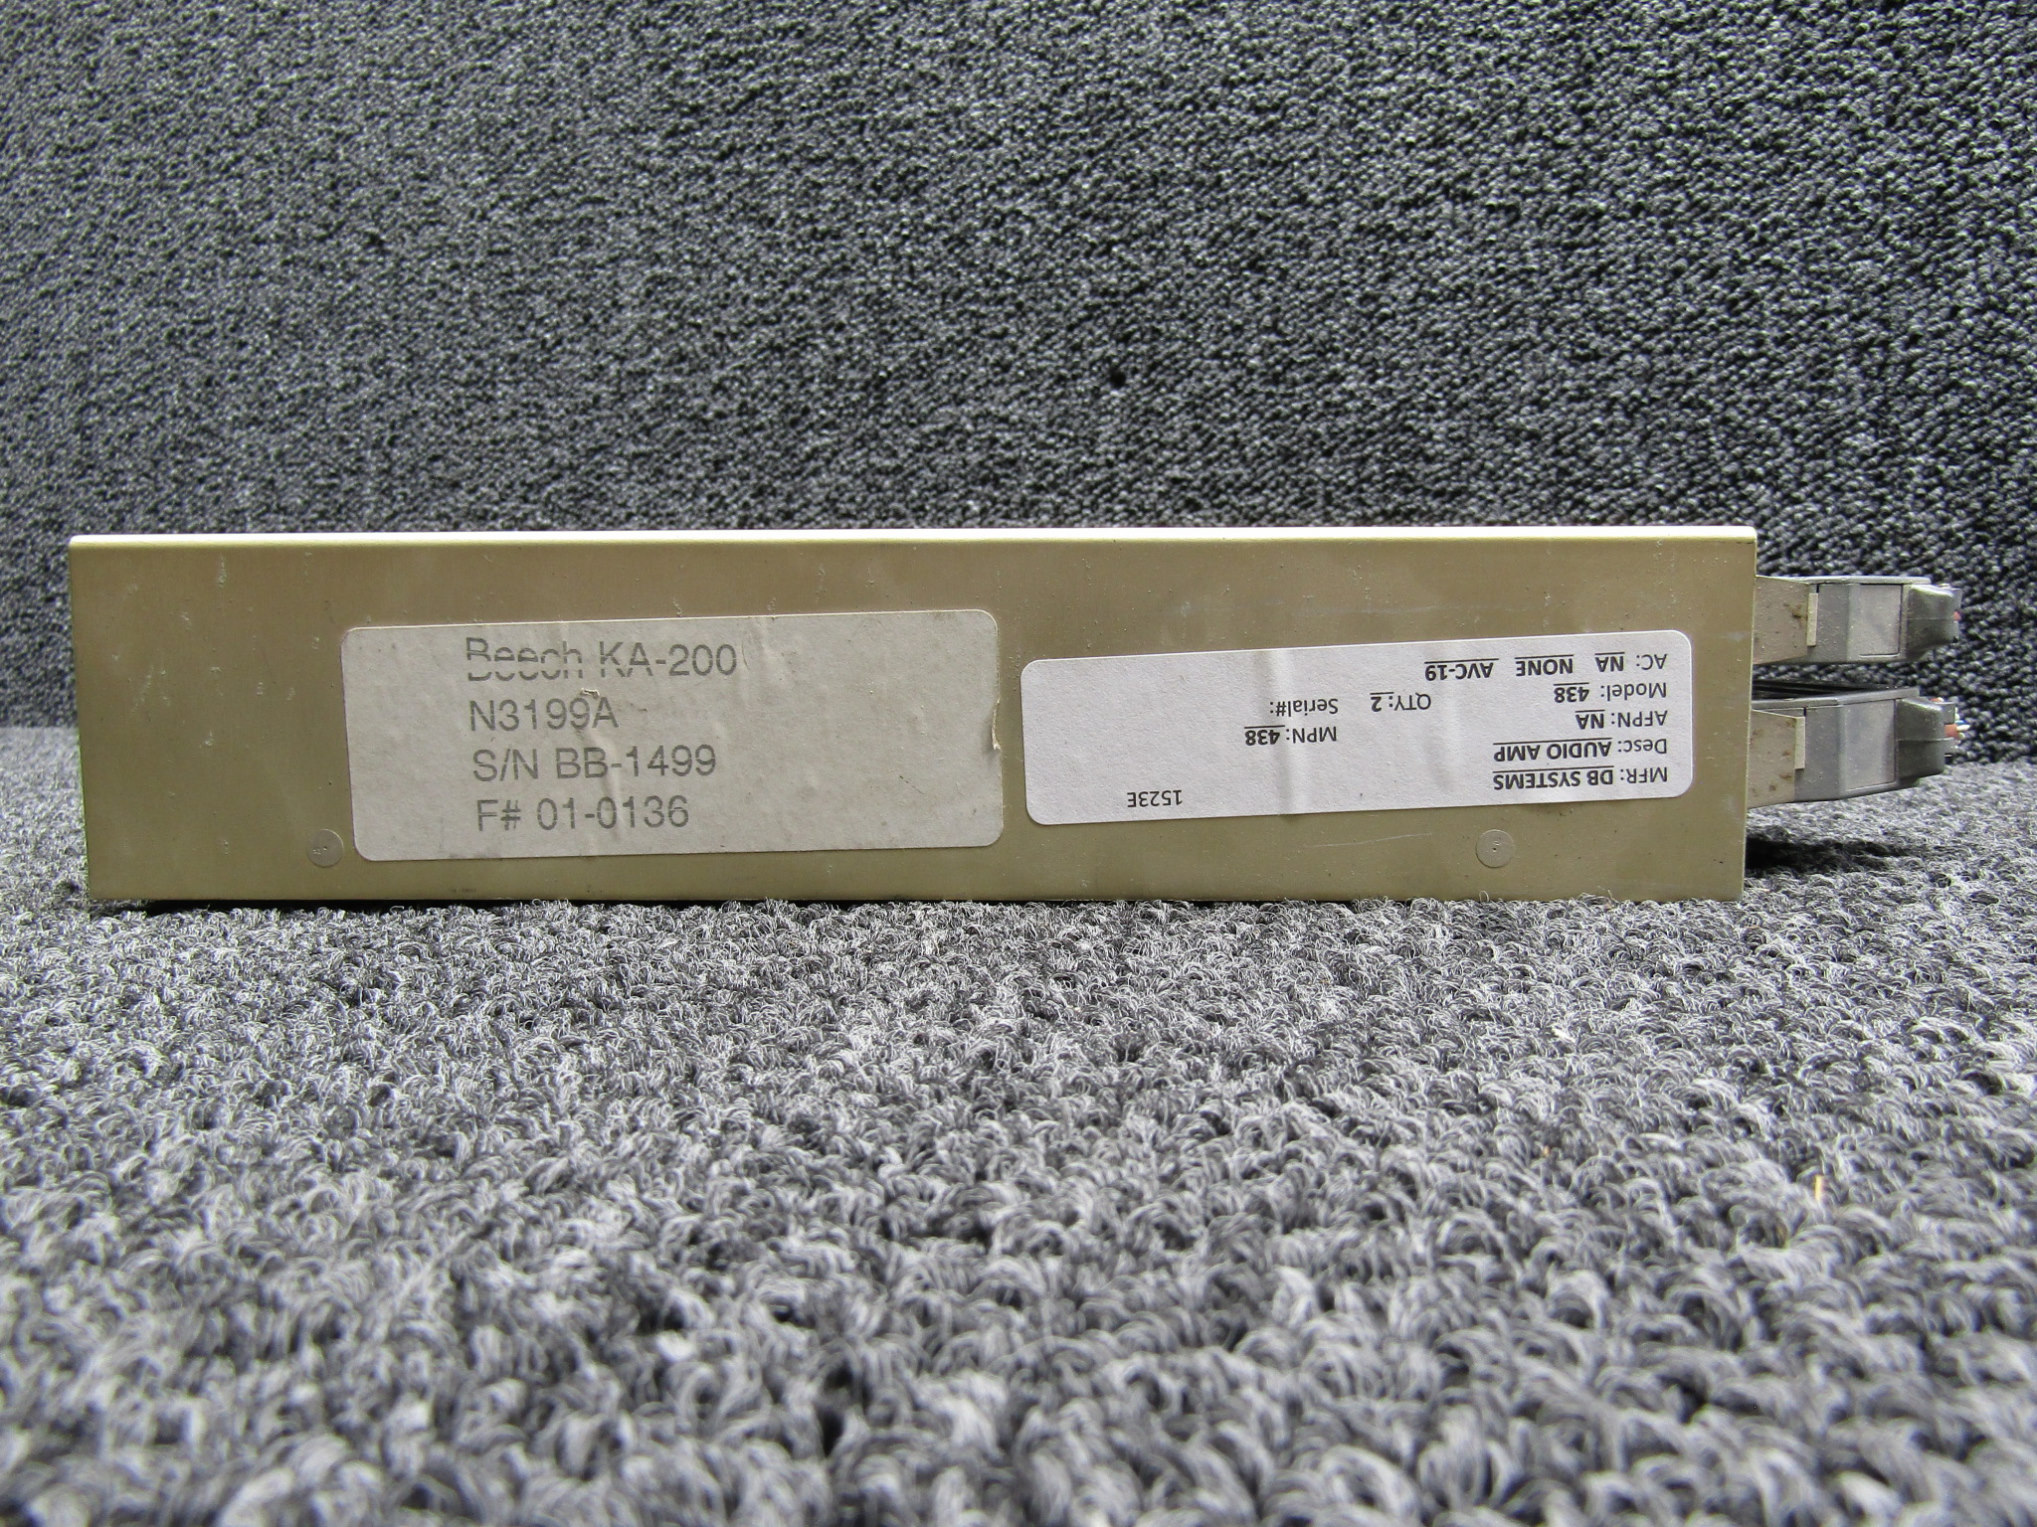 Beech KA-200
N3199A
S/N BB-1499
F# 01-0136
MFR: DB SYSTEMS
1523E
Desc: AUDIO AMP
AFPN: NA
MPN: 438
Model: 438
QTY: 2
Serial#:
AC: NA NONE AVC-19